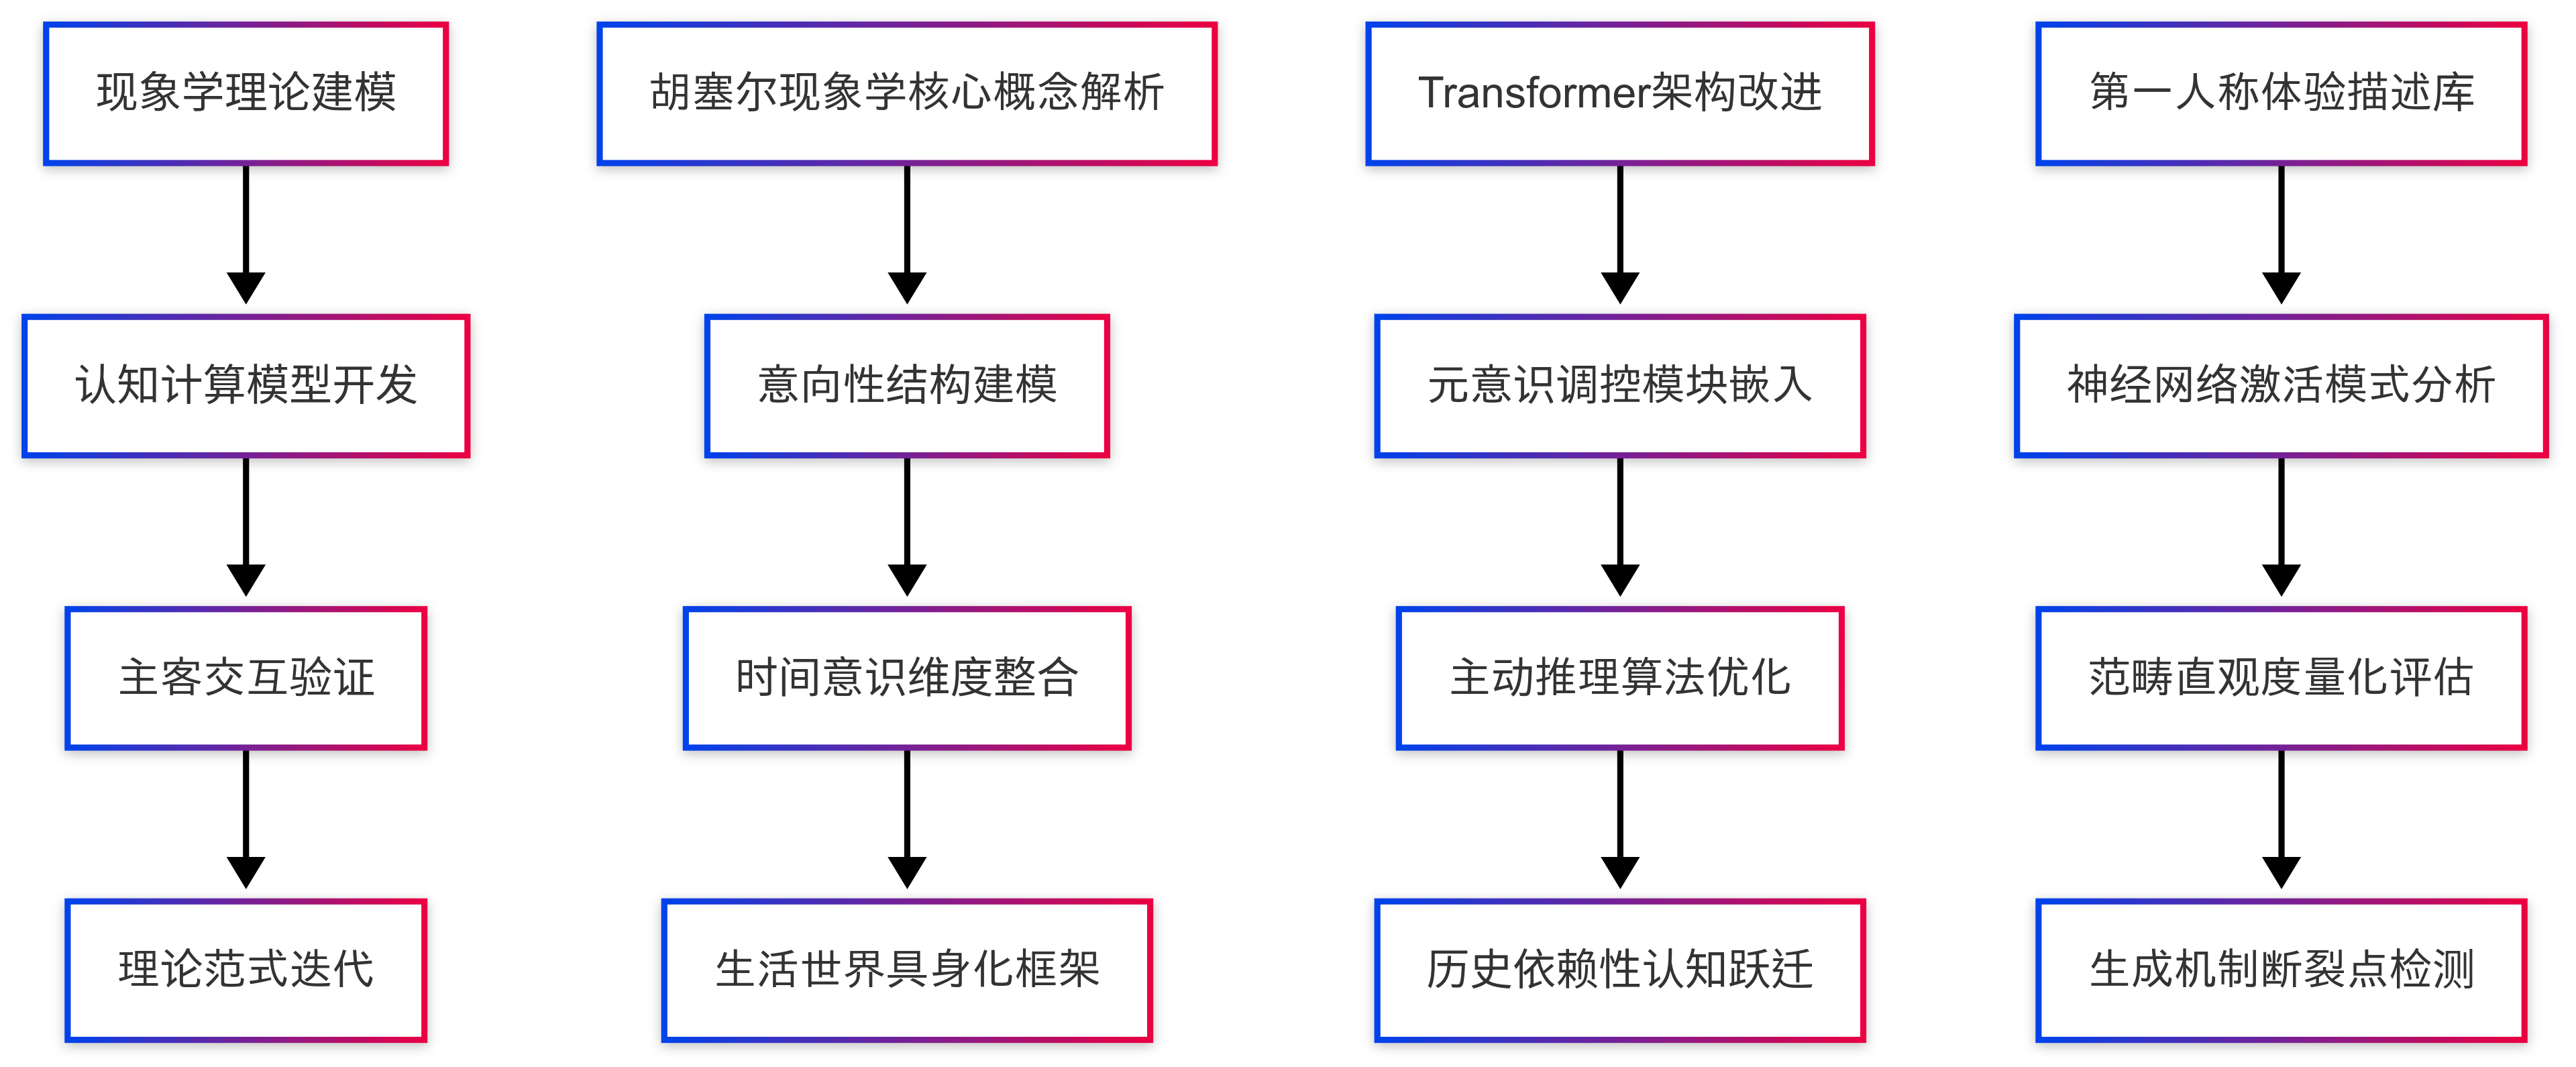 现象学理论建模
认知计算模型开发
主客交互验证
理论范式迭代
胡塞尔现象学核心概念解析
意向性结构建模
时间意识维度整合
生活世界具身化框架
Transformer架构改进
元意识调控模块嵌入
主动推理算法优化
历史依赖性认知跃迁
第一人称体验描述库
神经网络激活模式分析
范畴直观度量化评估
生成机制断裂点检测